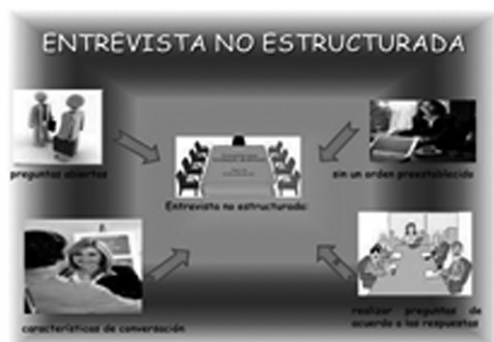 ENTREVISTA NO ESTRUCTURADA
preguntas abiertas
sin un orden preestablecido
Entrevista no estructurada:
características de conversación
realizar preguntas de
acuerdo a las respuestas